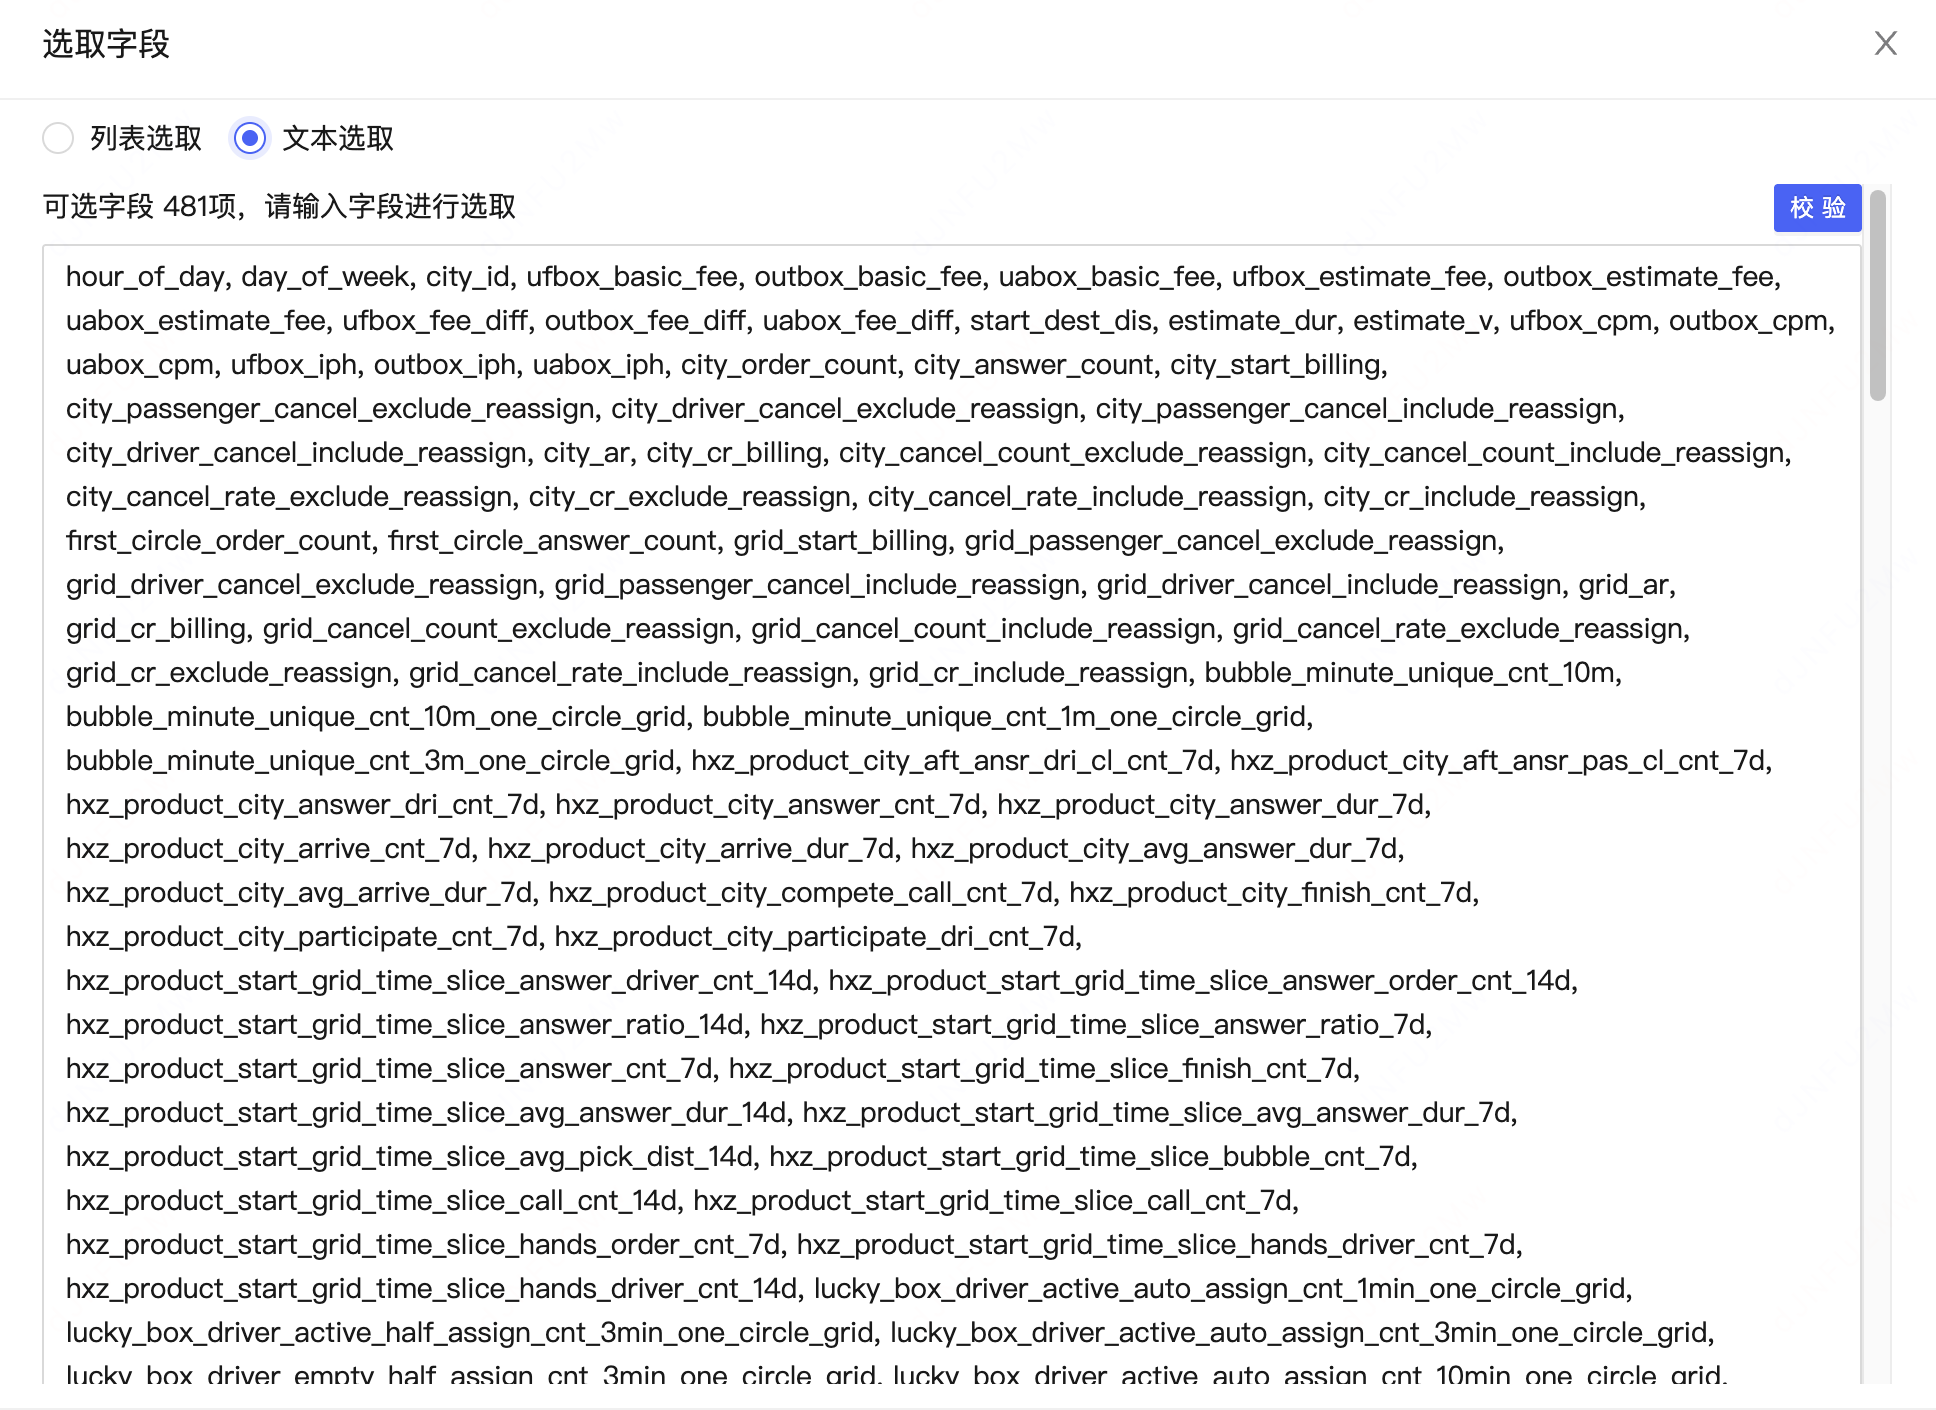 选取字段
列表选取 文本选取
可选字段 481项，请输入字段进行选取
校 验
hour_of_day, day_of_week, city_id, ufbox_basic_fee, outbox_basic_fee, uabox_basic_fee, ufbox_estimate_fee, outbox_estimate_fee,
uabox_estimate_fee, ufbox_fee_diff, outbox_fee_diff, uabox_fee_diff, start_dest_dis, estimate_dur, estimate_v, ufbox_cpm, outbox_cpm,
uabox_cpm, ufbox_iph, outbox_iph, uabox_iph, city_order_count, city_answer_count, city_start_billing,
city_passenger_cancel_exclude_reassign, city_driver_cancel_exclude_reassign, city_passenger_cancel_include_reassign,
city_driver_cancel_include_reassign, city_ar, city_cr_billing, city_cancel_count_exclude_reassign, city_cancel_count_include_reassign,
city_cancel_rate_exclude_reassign, city_cr_exclude_reassign, city_cancel_rate_include_reassign, city_cr_include_reassign,
first_circle_order_count, first_circle_answer_count, grid_start_billing, grid_passenger_cancel_exclude_reassign,
grid_driver_cancel_exclude_reassign, grid_passenger_cancel_include_reassign, grid_driver_cancel_include_reassign, grid_ar,
grid_cr_billing, grid_cancel_count_exclude_reassign, grid_cancel_count_include_reassign, grid_cancel_rate_exclude_reassign,
grid_cr_exclude_reassign, grid_cancel_rate_include_reassign, grid_cr_include_reassign, bubble_minute_unique_cnt_10m,
bubble_minute_unique_cnt_10m_one_circle_grid, bubble_minute_unique_cnt_1m_one_circle_grid,
bubble_minute_unique_cnt_3m_one_circle_grid, hxz_product_city_aft_ansr_dri_cl_cnt_7d, hxz_product_city_aft_ansr_pas_cl_cnt_7d,
hxz_product_city_answer_dri_cnt_7d, hxz_product_city_answer_cnt_7d, hxz_product_city_answer_dur_7d,
hxz_product_city_arrive_cnt_7d, hxz_product_city_arrive_dur_7d, hxz_product_city_avg_answer_dur_7d,
hxz_product_city_avg_arrive_dur_7d, hxz_product_city_compete_call_cnt_7d, hxz_product_city_finish_cnt_7d,
hxz_product_city_participate_cnt_7d, hxz_product_city_participate_dri_cnt_7d,
hxz_product_start_grid_time_slice_answer_driver_cnt_14d, hxz_product_start_grid_time_slice_answer_order_cnt_14d,
hxz_product_start_grid_time_slice_answer_ratio_14d, hxz_product_start_grid_time_slice_answer_ratio_7d,
hxz_product_start_grid_time_slice_answer_cnt_7d, hxz_product_start_grid_time_slice_finish_cnt_7d,
hxz_product_start_grid_time_slice_avg_answer_dur_14d, hxz_product_start_grid_time_slice_avg_answer_dur_7d,
hxz_product_start_grid_time_slice_avg_pick_dist_14d, hxz_product_start_grid_time_slice_bubble_cnt_7d,
hxz_product_start_grid_time_slice_call_cnt_14d, hxz_product_start_grid_time_slice_call_cnt_7d,
hxz_product_start_grid_time_slice_hands_order_cnt_7d, hxz_product_start_grid_time_slice_hands_driver_cnt_7d,
hxz_product_start_grid_time_slice_hands_driver_cnt_14d, lucky_box_driver_active_auto_assign_cnt_1min_one_circle_grid,
lucky_box_driver_active_half_assign_cnt_3min_one_circle_grid, lucky_box_driver_active_auto_assign_cnt_3min_one_circle_grid,
lucky_box_driver_empty_half_assign_cnt_3min_one_circle_grid, lucky_box_driver_active_auto_assign_cnt_10min_one_circle_grid,